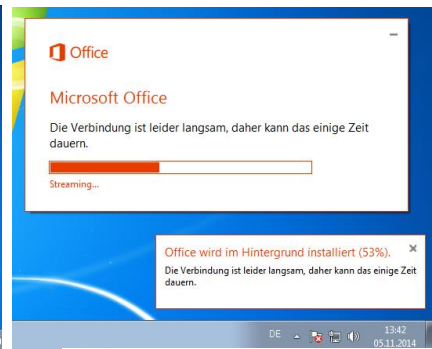 Office
Microsoft Office
Die Verbindung ist leider langsam, daher kann das einige Zeit
dauern.
Streaming...
Office wird im Hintergrund installiert (53%).
Die Verbindung ist leider langsam, daher kann das einige Zeit
dauern.
DE
13:42
05.11.2014